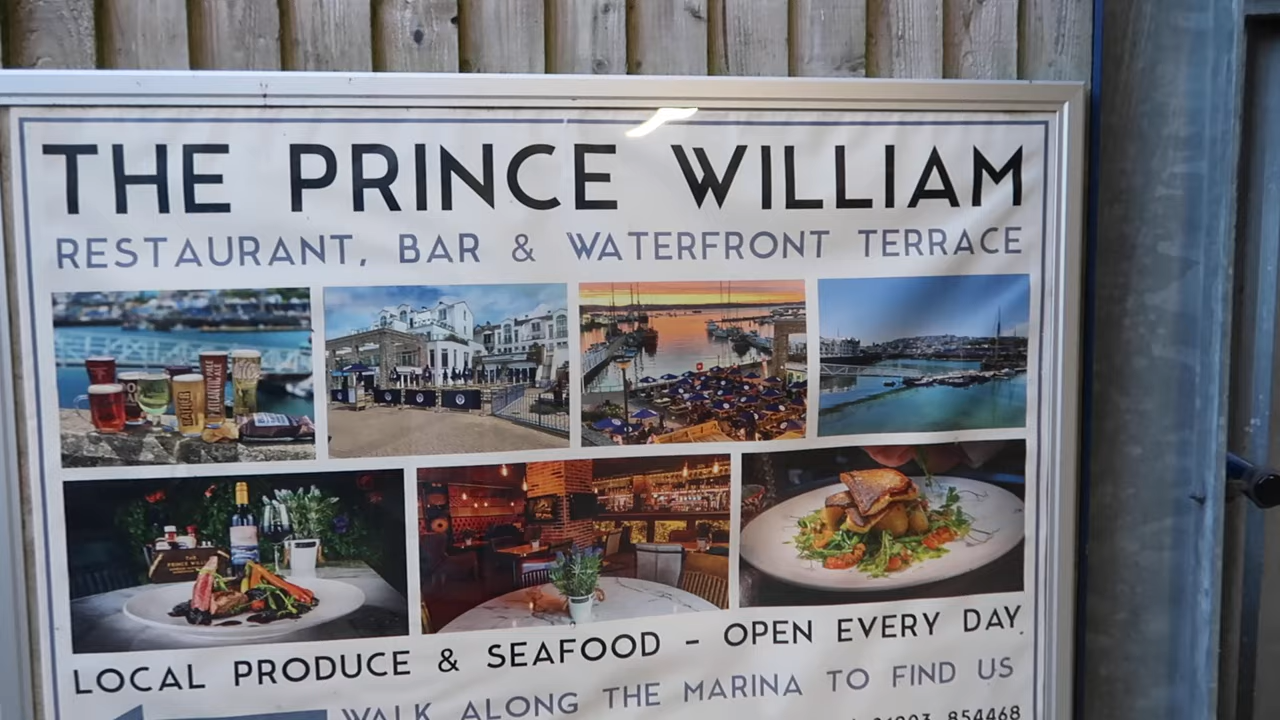 THE PRINCE WILLIAM
RESTAURANT, BAR & WATERFRONT TERRACE
LOCAL PRODUCE & SEAFOOD - OPEN EVERY DAY.
WALK ALONG THE MARINA TO FIND US
854468